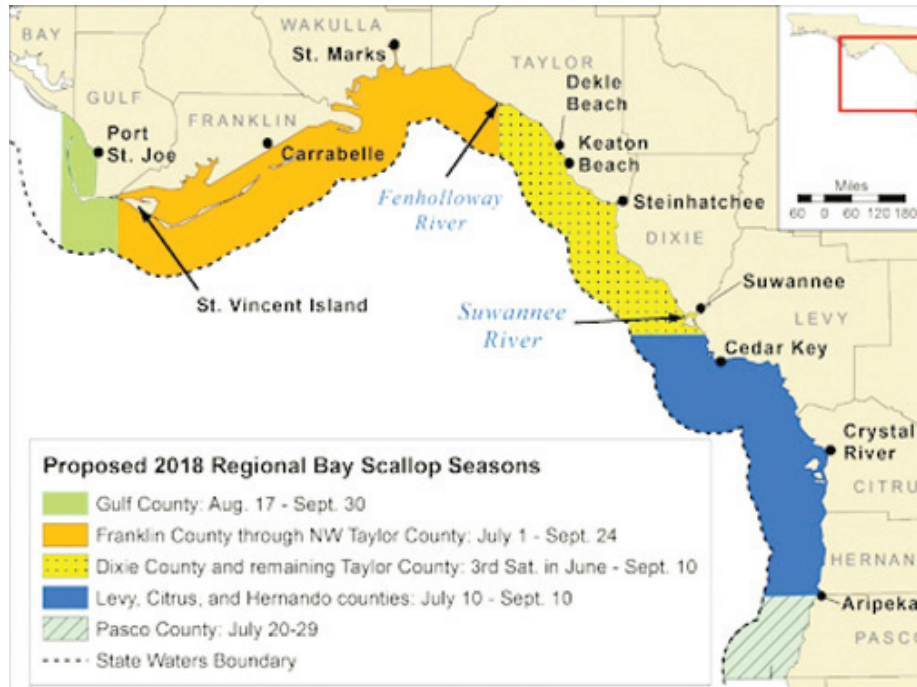 BAY
WAKULLA
St. Marks
TAYLOR
Dekle
Beach
GULF
Port
St. Joe
FRANKLIN
Carrabelle
Keaton
Beach
Fenholloway
River
Steinhatchee
Miles
60 0 60 120 180
DIXIE
St. Vincent Island
Suwannee
Suwannee
River
LEVY
Cedar Key
Crystal
River
CITRU
HERNAN
Aripeka
PASCO
Proposed 2018 Regional Bay Scallop Seasons
Gulf County: Aug. 17 - Sept. 30
Franklin County through NW Taylor County: July 1 - Sept. 24
Dixie County and remaining Taylor County: 3rd Sat. in June - Sept. 10
Levy, Citrus, and Hernando counties: July 10 - Sept. 10
Pasco County: July 20-29
State Waters Boundary